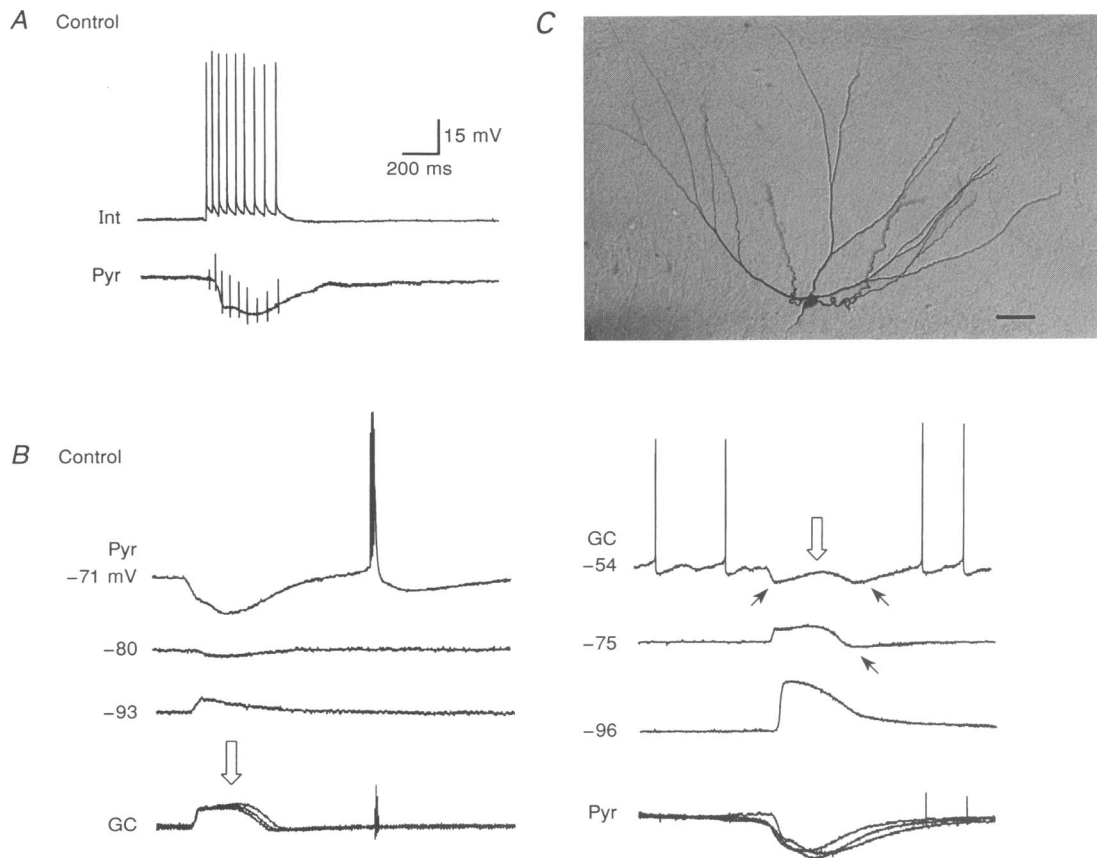 A Control
15 mV
200 ms
Int
Pyr
C
B Control
Pyr
−71 mV
−80
−93
GC
GC
−54
−75
−96
Pyr